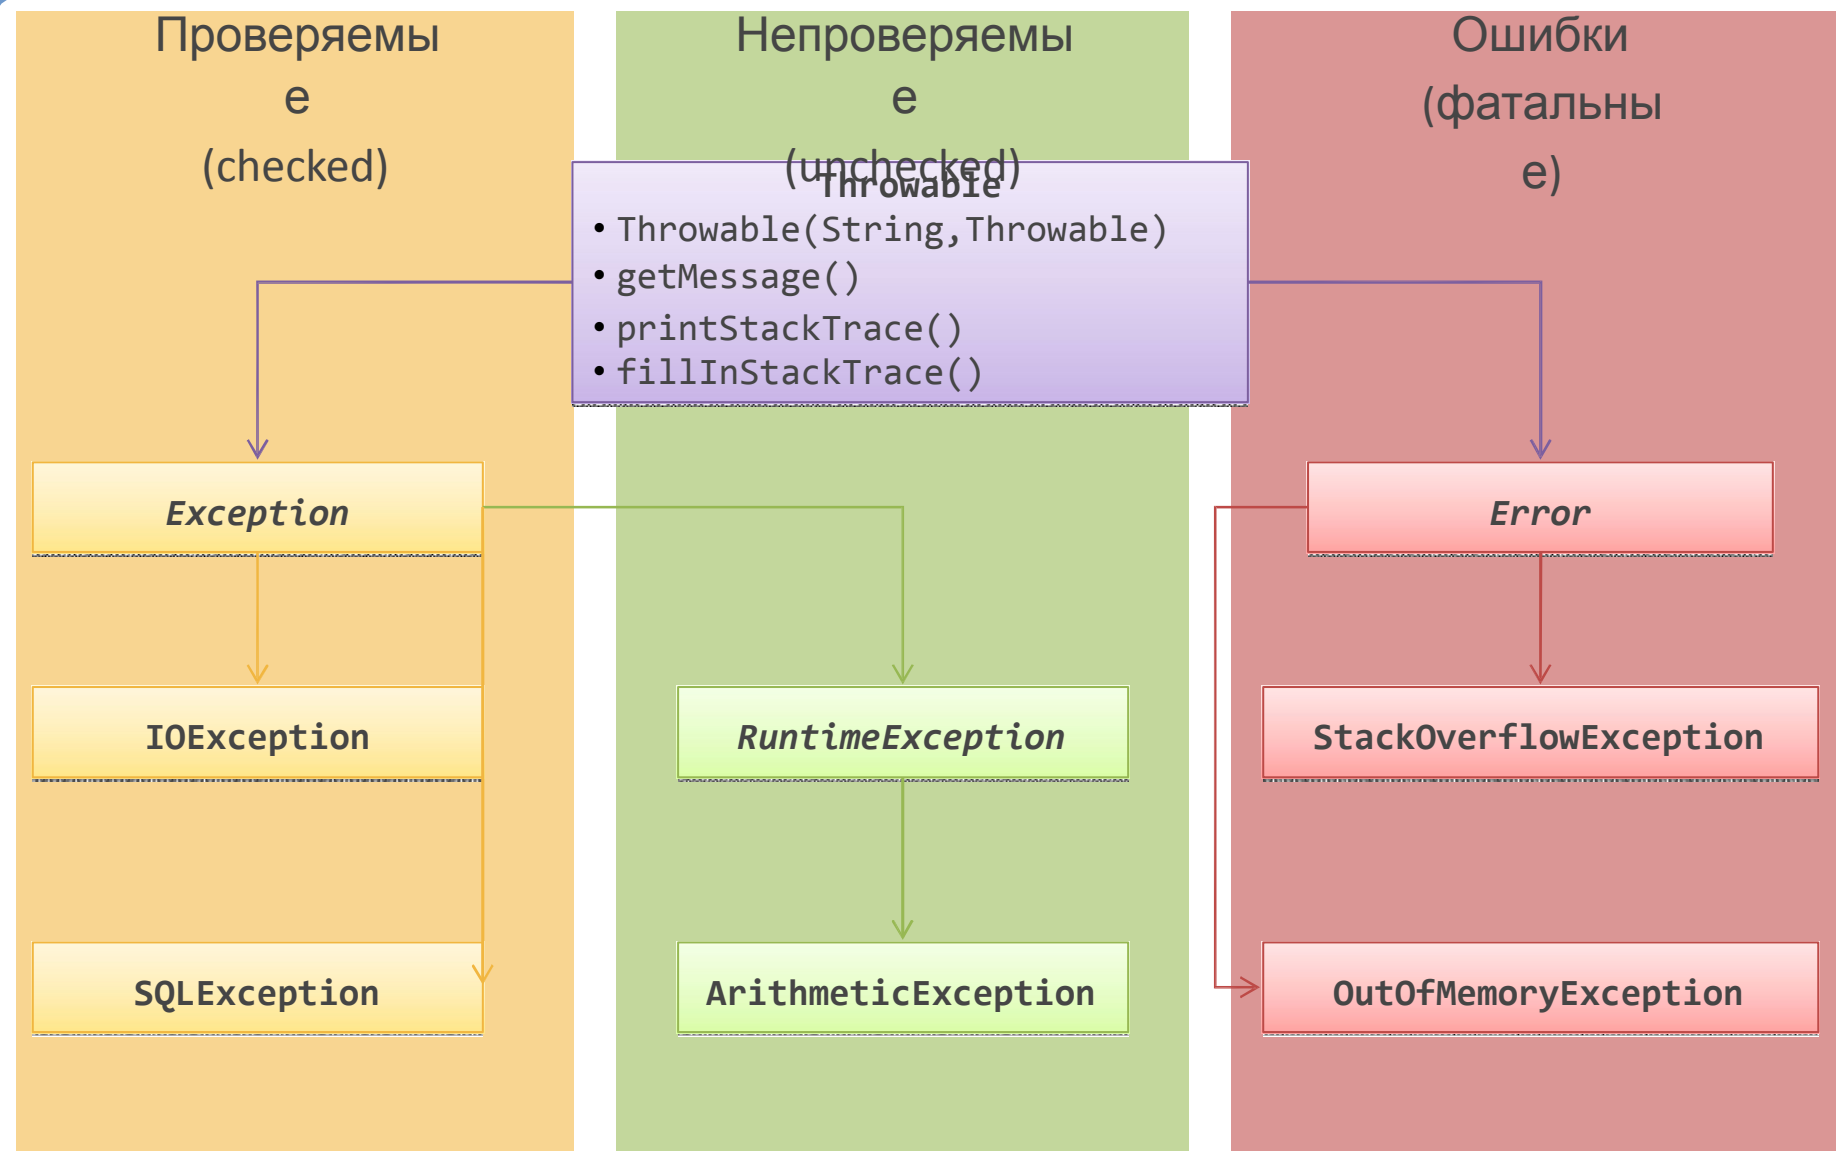 Проверяемы
е
(checked)
Непроверяемы
е
(unchecked)
Ошибки
(фатальны
е)
Throwable
• Throwable(String,Throwable)
• getMessage()
• printStackTrace()
• fillInStackTrace()
Exception
Error
IOException
RuntimeException
StackOverflowException
SQLException
ArithmeticException
OutOfMemoryException